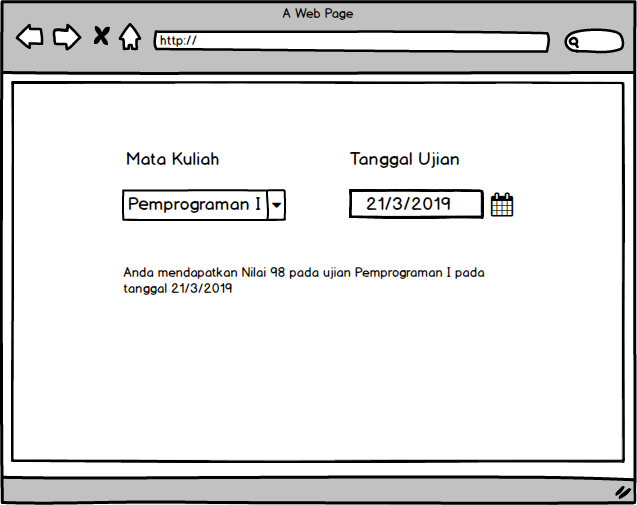 A Web Page
http://
Mata Kuliah
Tanggal Ujian
Pemprograman I
21/3/2019
Anda mendapatkan Nilai 98 pada ujian Pemprograman I pada
tanggal 21/3/2019